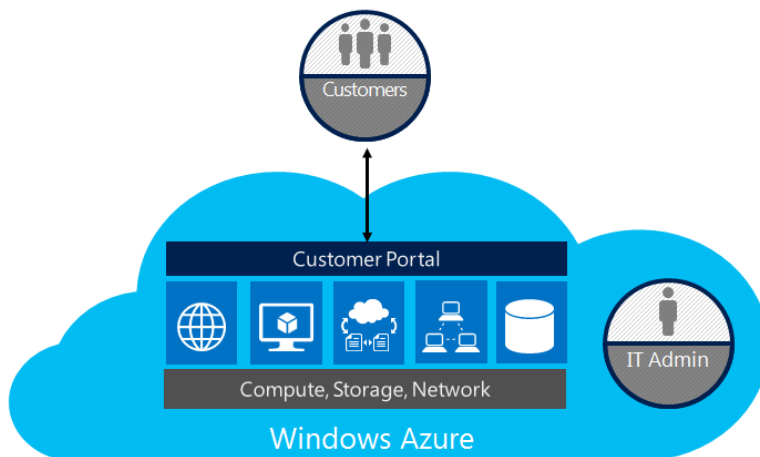 Customers
Customer Portal
IT Admin
Compute, Storage, Network
Windows Azure